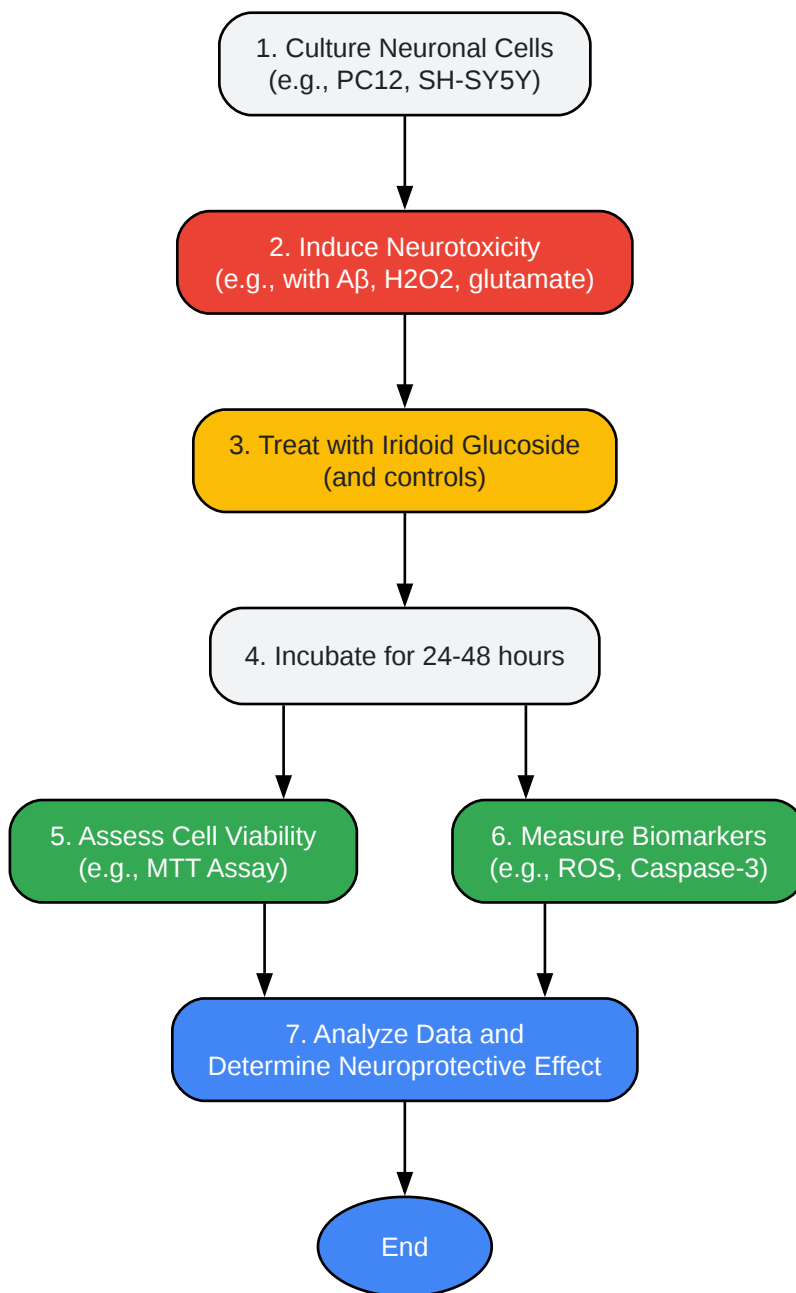 1. Culture Neuronal Cells
(e.g., PC12, SH-SY5Y)
2. Induce Neurotoxicity
(e.g., with Aβ, H2O2, glutamate)
3. Treat with Iridoid Glucoside
(and controls)
4. Incubate for 24-48 hours
5. Assess Cell Viability
(e.g., MTT Assay)
6. Measure Biomarkers
(e.g., ROS, Caspase-3)
7. Analyze Data and
Determine Neuroprotective Effect
End